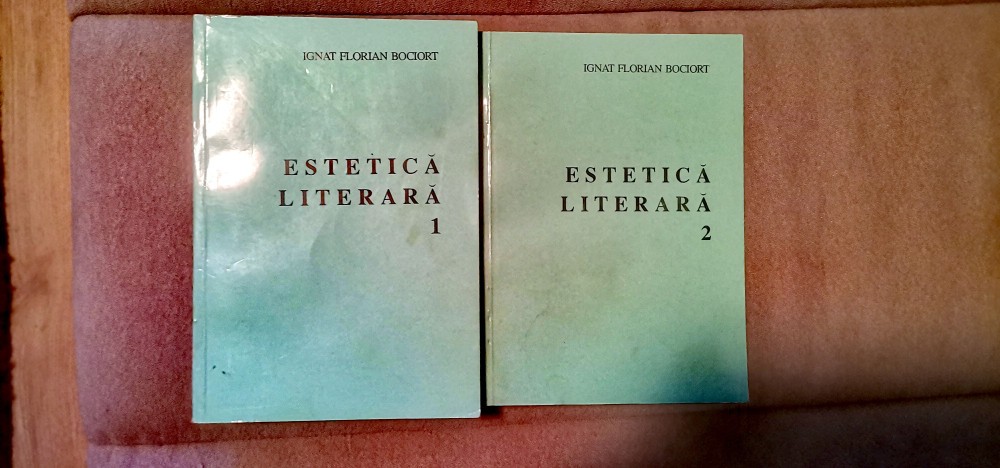 IGNAT FLORIAN BOCIORT
ESTETICĂ
LITERARĂ
1
IGNAT FLORIAN BOCIORT
ESTETICĂ
LITERARĂ
2